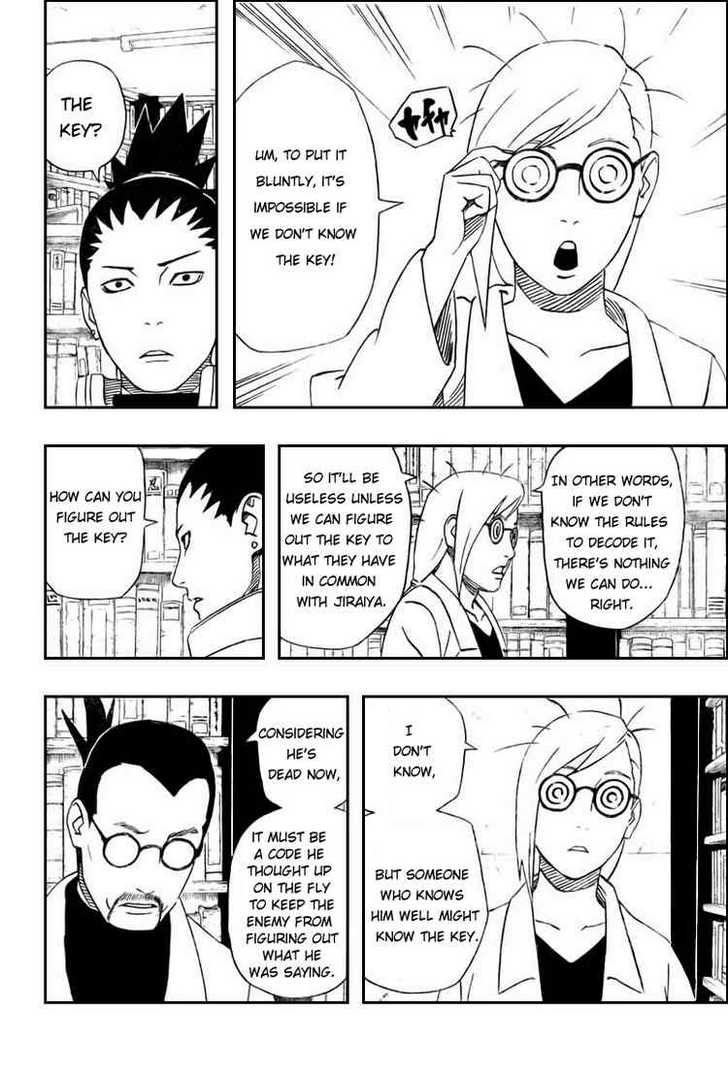 UM, TO PUT IT
BLUNTLY, IT'S
IMPOSSIBLE IF
WE DON'T KNOW
THE KEY!
チャキ
THE
KEY?
IN OTHER WORDS,
IF WE DON'T
KNOW THE RULES
TO DECODE IT,
THERE'S NOTHING
WE CAN DO...
RIGHT.
SO IT'LL BE
USELESS UNLESS
WE CAN FIGURE
OUT THE KEY TO
WHAT THEY HAVE
IN COMMON
WITH JIRAIYA.
HOW CAN YOU
FIGURE OUT
THE KEY?
I
DON'T
KNOW,
BUT SOMEONE
WHO KNOWS
HIM WELL MIGHT
KNOW THE KEY.
CONSIDERING
HE'S
DEAD NOW,
IT MUST BE
A CODE HE
THOUGHT UP
ON THE FLY
TO KEEP THE
ENEMY FROM
FIGURING OUT
WHAT HE
WAS SAYING.